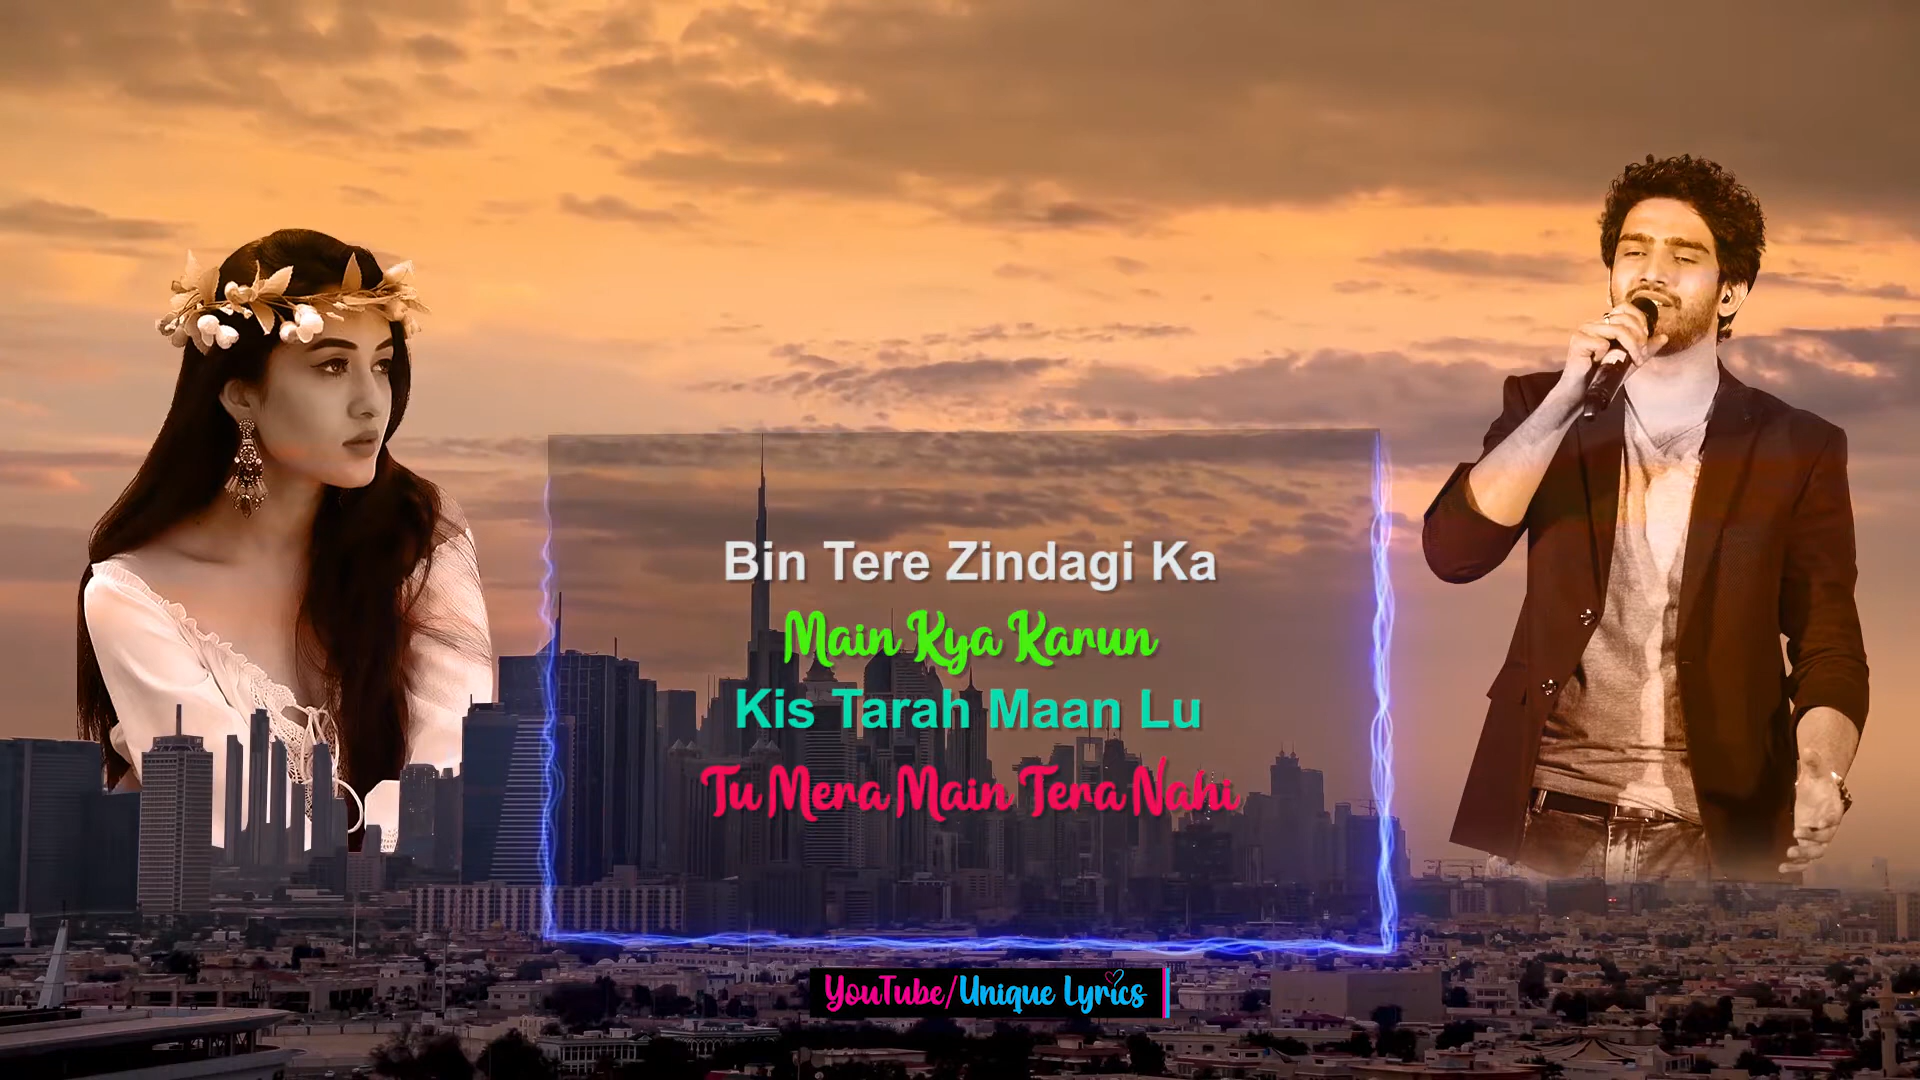 Bin Tere Zindagi Ka
Main Kya Karun
Kis Tarah Maan Lu
Tu Mera Main Tera Nahi
YouTube/Unique Lyrics